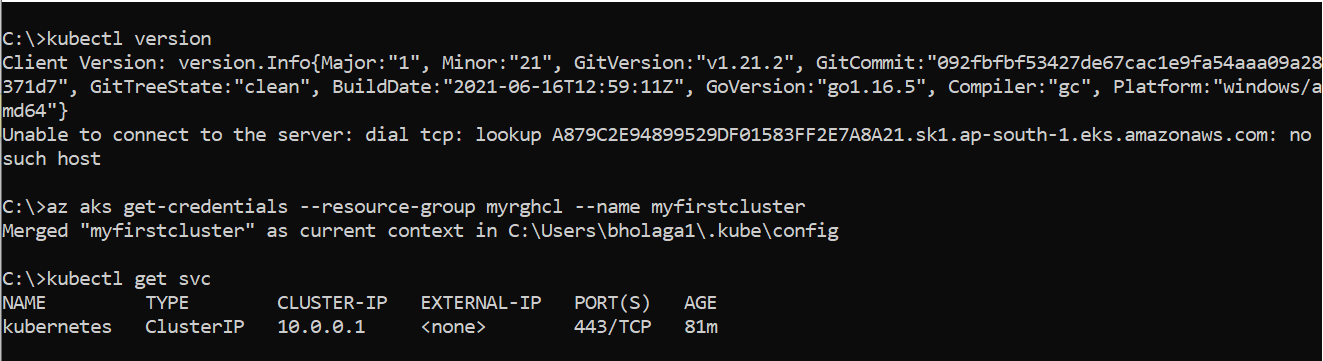 C:\>kubectl version
Client Version: version.Info{Major:"1", Minor:"21", GitVersion:"v1.21.2", GitCommit:"092fbfbf53427de67cac1e9fa54aaa09a28
371d7", GitTreeState:"clean", BuildDate:"2021-06-16T12:59:11Z", GoVersion:"go1.16.5", Compiler:"gc", Platform:"windows/a
md64"}
Unable to connect to the server: dial tcp: lookup A879C2E94899529DF01583FF2E7A8A21.sk1.ap-south-1.eks.amazonaws.com: no
such host
C:\>az aks get-credentials --resource-group myrghcl --name myfirstcluster
Merged "myfirstcluster" as current context in C:\Users\bholaga1\.kube\config
C:\>kubectl get svc
NAME TYPE CLUSTER-IP EXTERNAL-IP PORT(S) AGE
kubernetes ClusterIP 10.0.0.1 <none> 443/TCP 81m